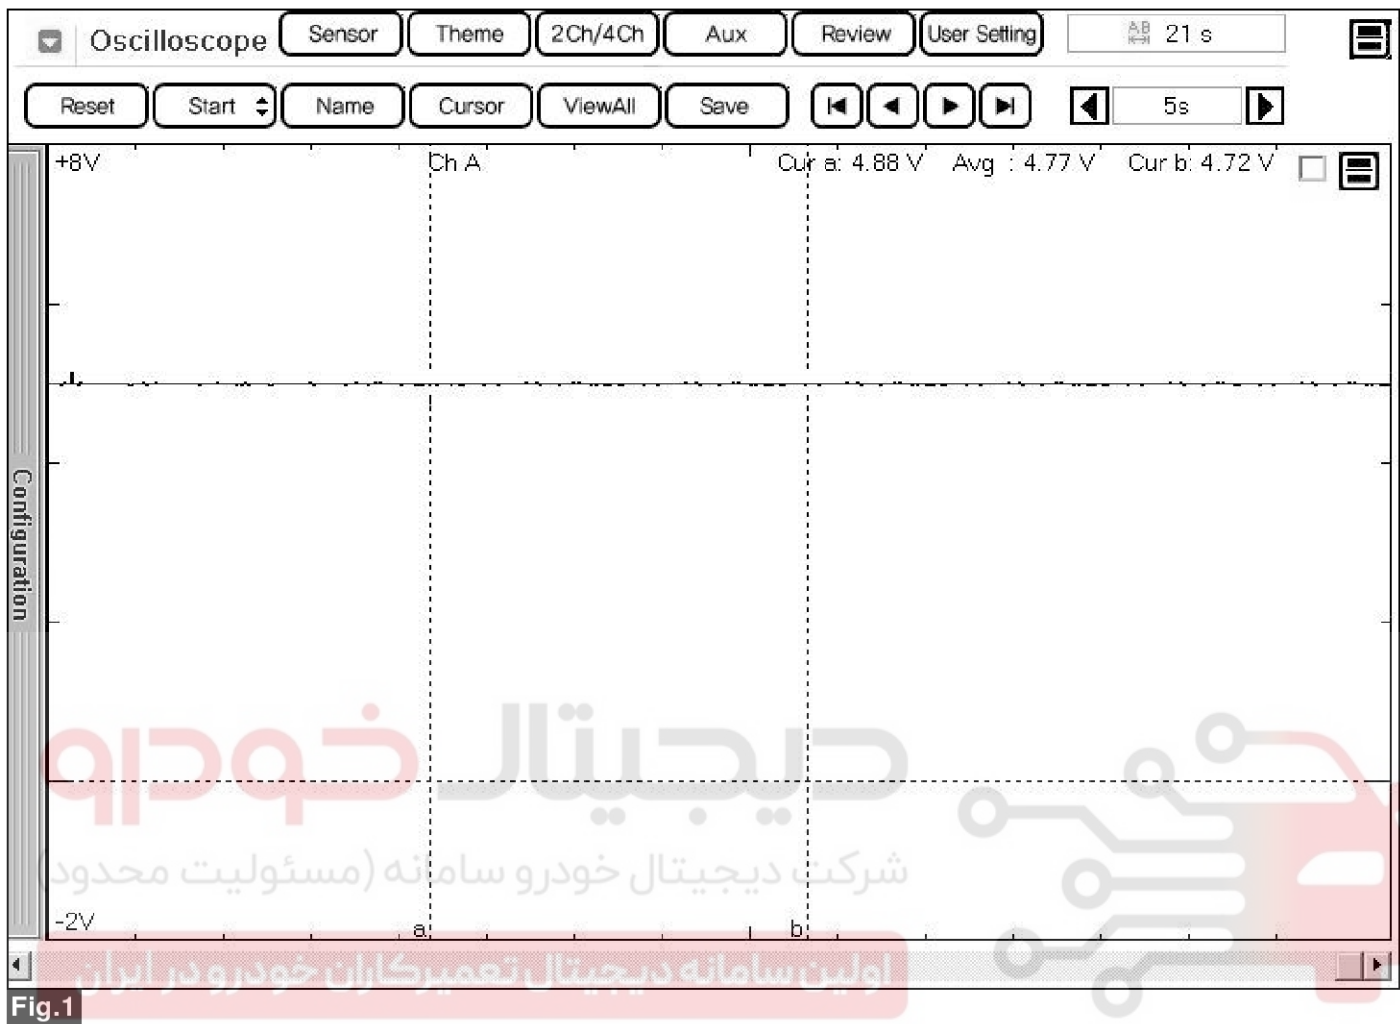 Oscilloscope Sensor Theme 2Ch/4Ch Aux Review User Setting AB 21 s
Reset Start Name Cursor ViewAll Save 5s
+8V Ch A Cur a: 4.88 V Avg : 4.77 V Cur b: 4.72 V
Configuration
دیجیتال خودرو
شرکت دیجیتال خودرو سامانه (مسئولیت محدود)
-2V a b
اولین سامانه دیجیتال تعمیرکاران خودرو در ایران
Fig.1